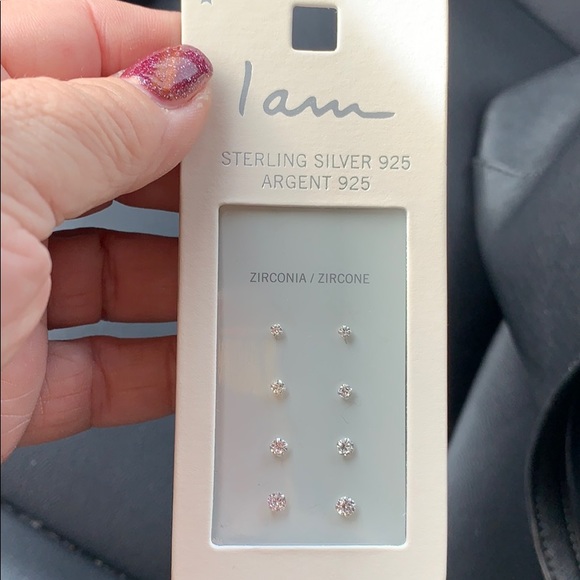 I am
STERLING SILVER 925
ARGENT 925
ZIRCONIA / ZIRCONE